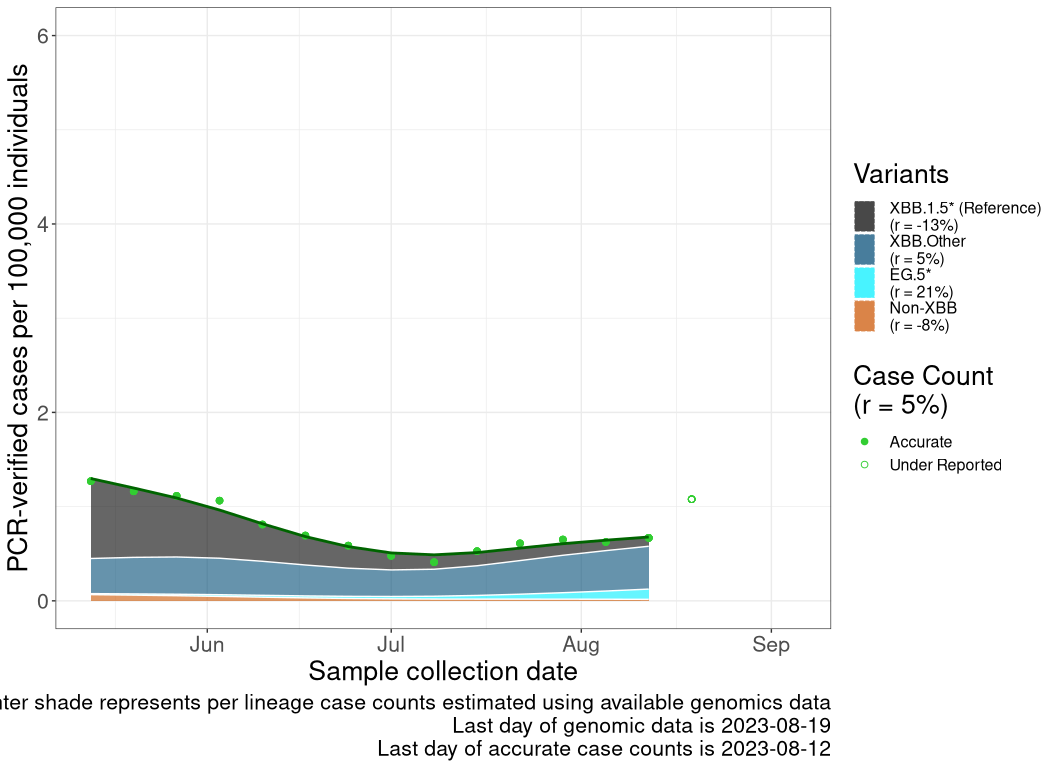 PCR-verified cases per 100,000 individuals
6
4
2
0
Jun
Jul
Aug
Sep
Sample collection date
Variants
XBB.1.5* (Reference)
(r = -13%)
XBB.Other
(r = 5%)
EG.5*
(r = 21%)
Non-XBB
(r = -8%)
Case Count
(r = 5%)
Accurate
Under Reported
shade represents per lineage case counts estimated using available genomics data
Last day of genomic data is 2023-08-19
Last day of accurate case counts is 2023-08-12